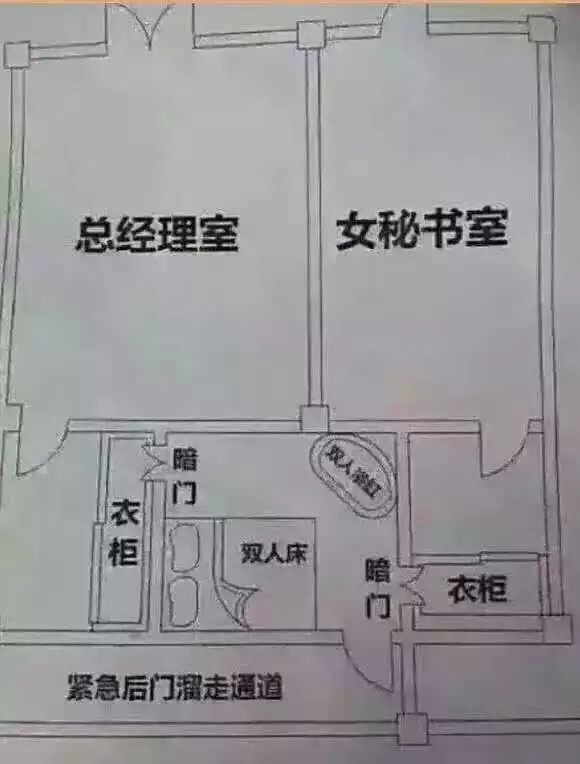 总经理室
女秘书室
暗门
双人浴缸
衣柜
双人床
暗门
衣柜
紧急后门溜走通道